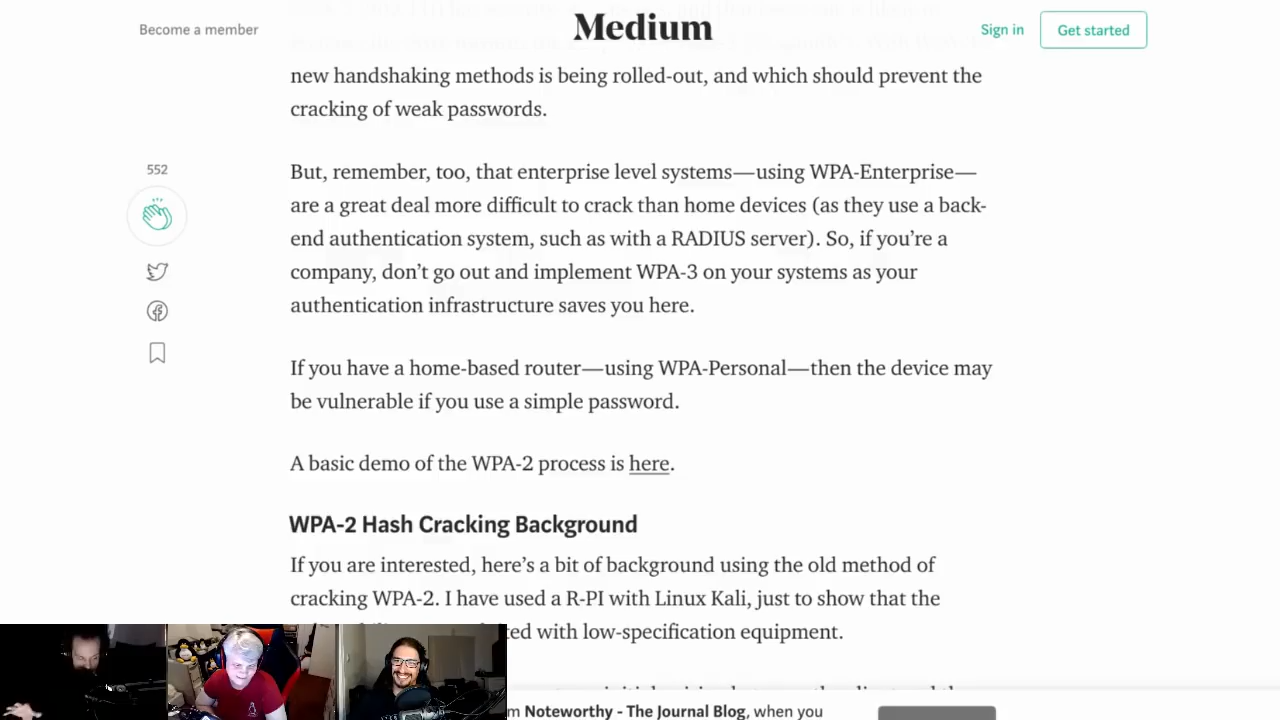 Become a member
Medium
Sign in
Get started
new handshaking methods is being rolled-out, and which should prevent the
cracking of weak passwords.
552
But, remember, too, that enterprise level systems—using WPA-Enterprise—
are a great deal more difficult to crack than home devices (as they use a back-
end authentication system, such as with a RADIUS server). So, if you’re a
company, don’t go out and implement WPA-3 on your systems as your
authentication infrastructure saves you here.
If you have a home-based router—using WPA-Personal—then the device may
be vulnerable if you use a simple password.
A basic demo of the WPA-2 process is here.
WPA-2 Hash Cracking Background
If you are interested, here’s a bit of background using the old method of
cracking WPA-2. I have used a R-PI with Linux Kali, just to show that the
with low-specification equipment.
Noteworthy - The Journal Blog, when you